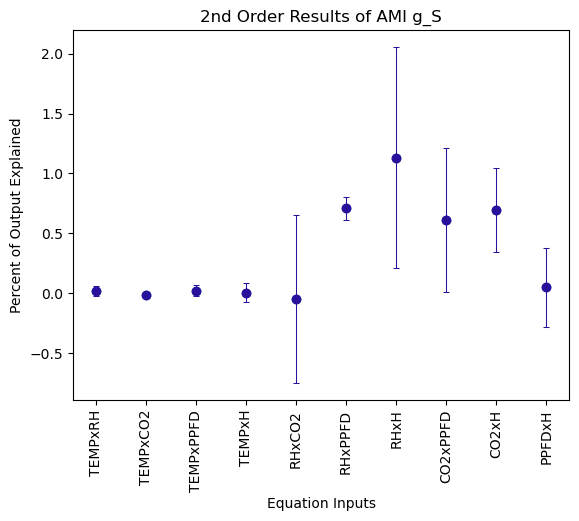 2nd Order Results of AMI g_S
Percent of Output Explained
2.0
1.5
1.0
0.5
0.0
−0.5
TEMPxRH
TEMPxCO2
TEMPxPPFD
TEMPxH
RHxCO2
RHxPPFD
RHxH
CO2xPPFD
CO2xH
PPFDxH
Equation Inputs